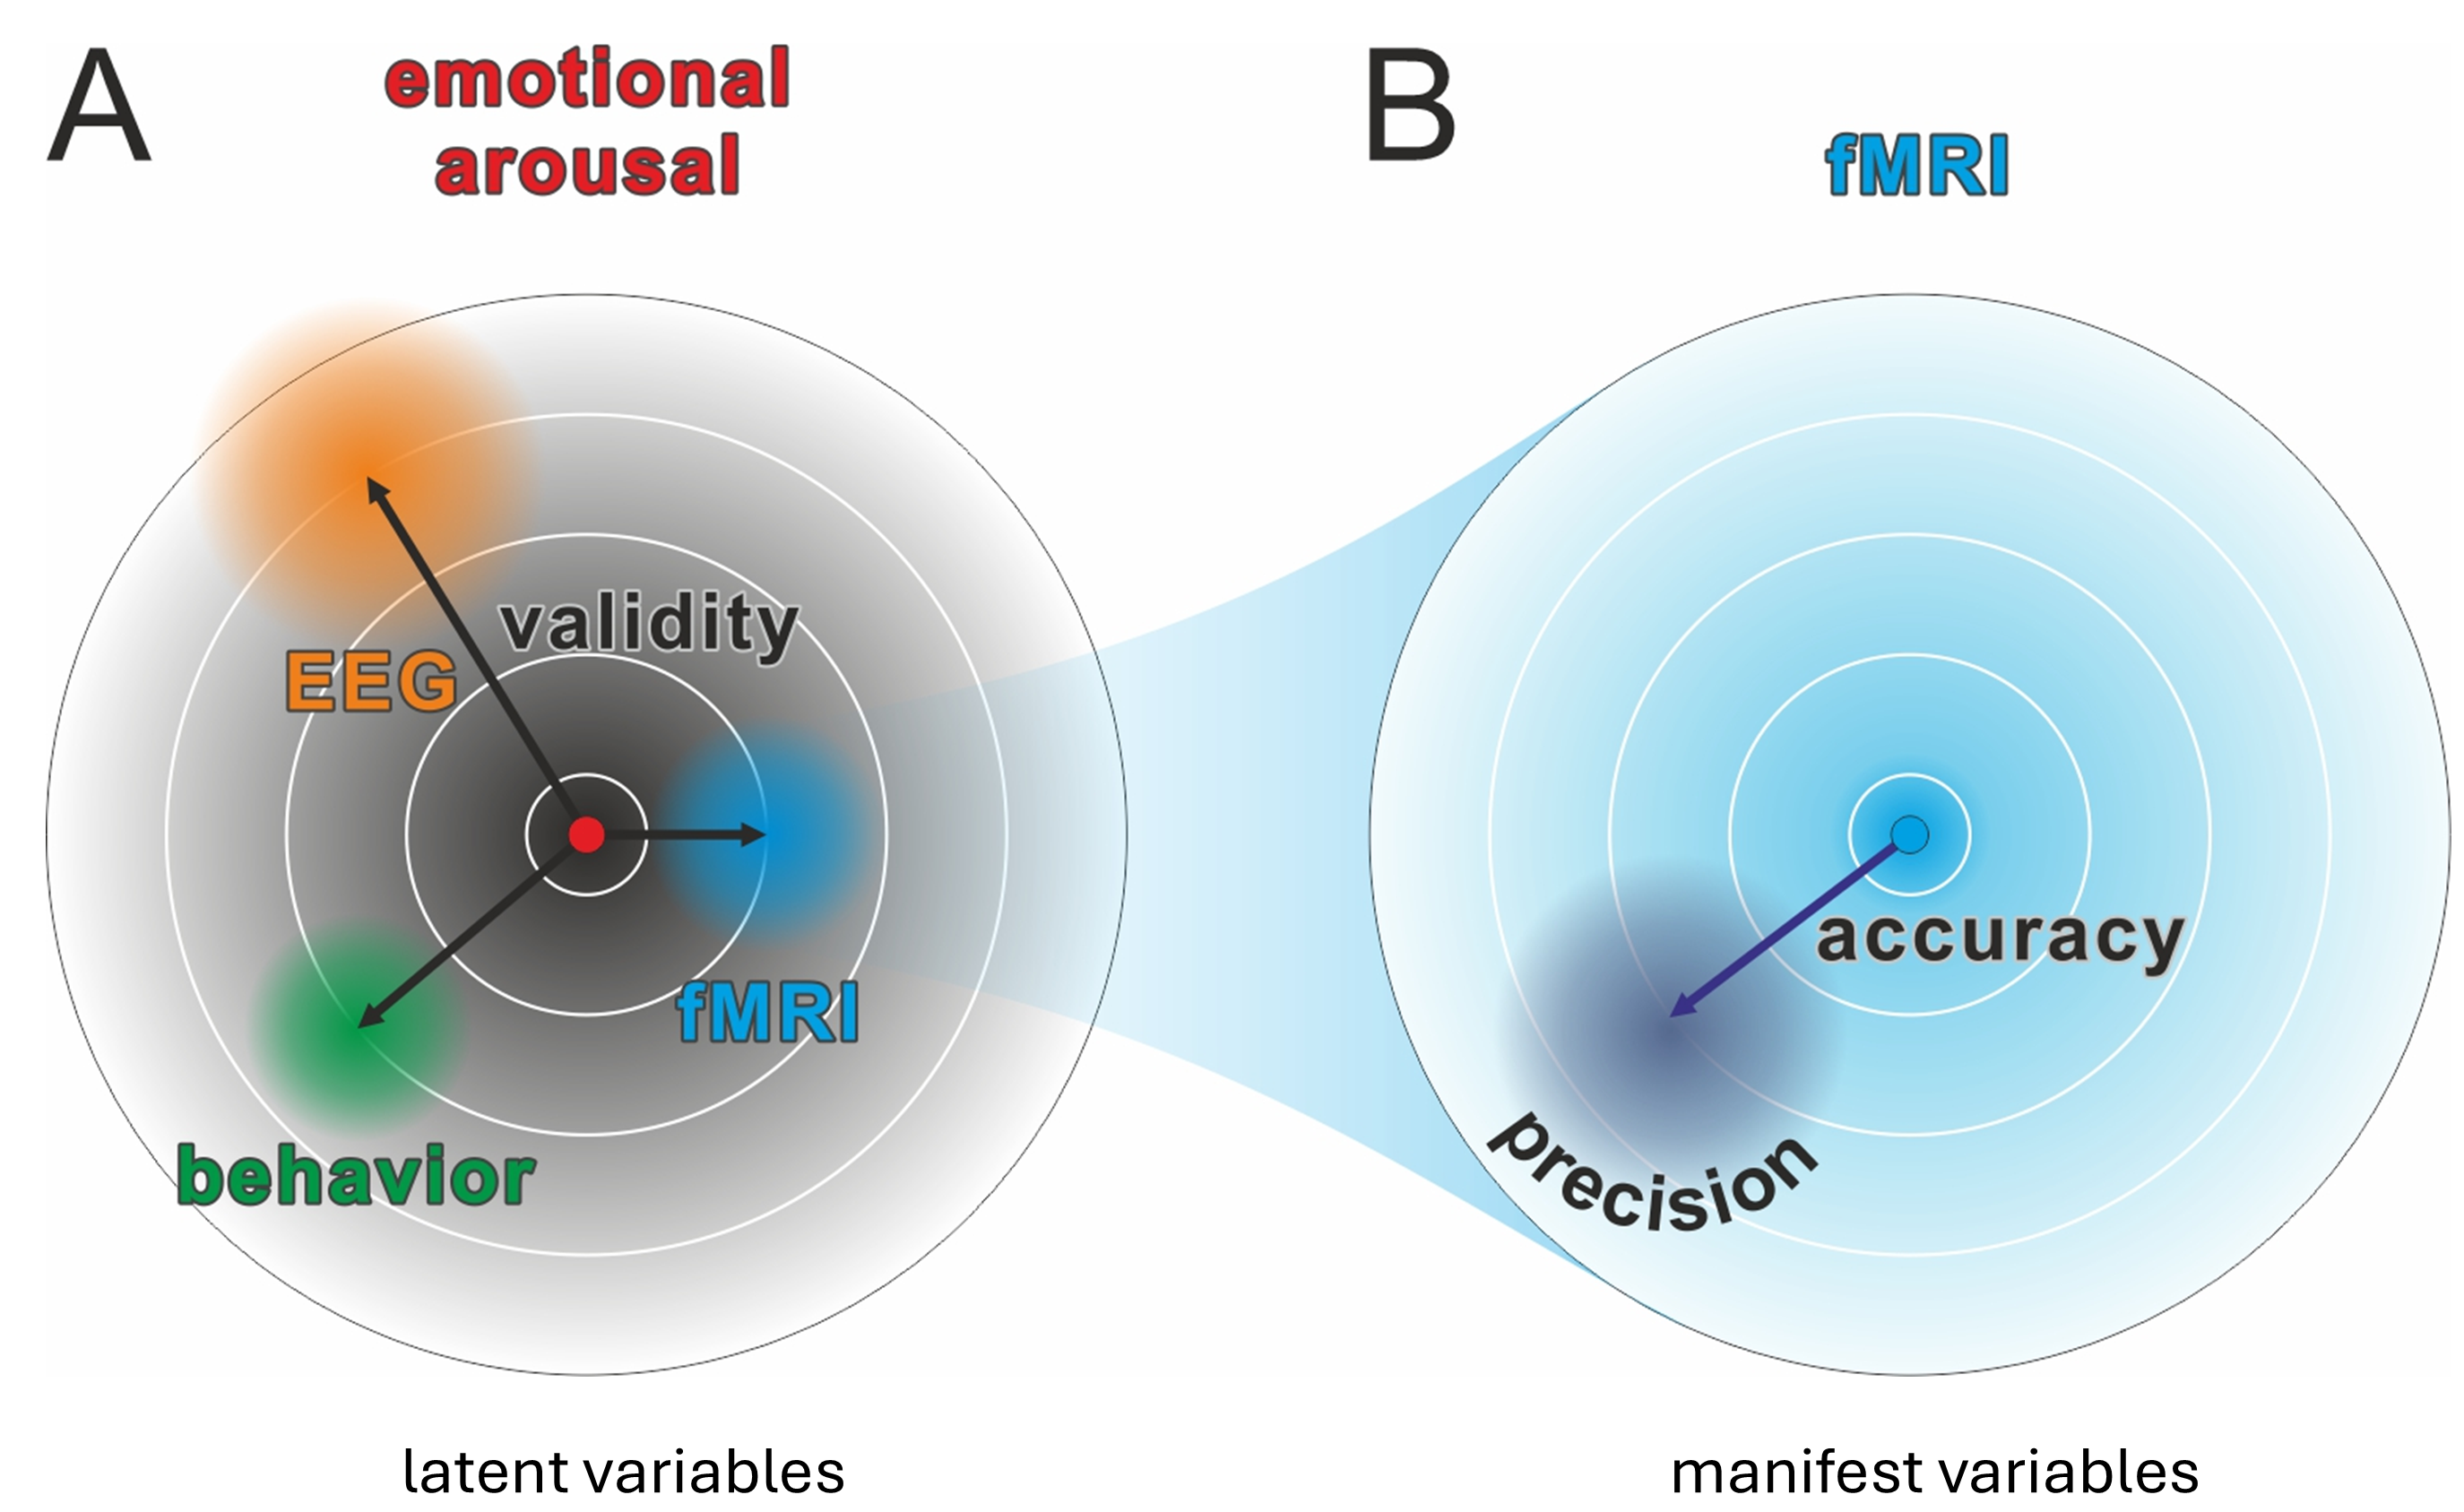 A
emotional
arousal
validity
EEG
fMRI
behavior
latent variables
B
fMRI
accuracy
precision
manifest variables